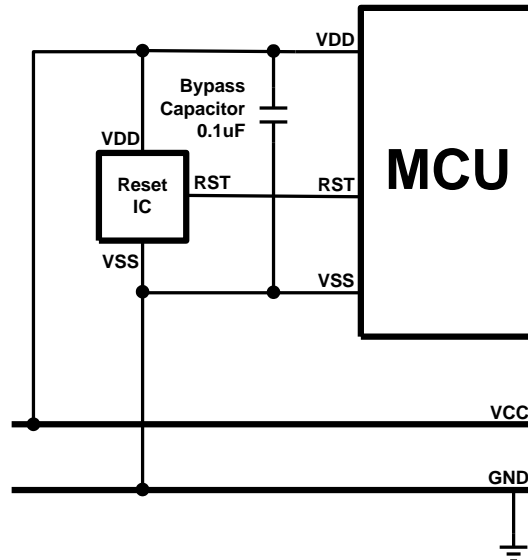 VDD
Bypass
Capacitor
0.1uF
VDD
Reset
IC
RST
RST
MCU
VSS
VSS
VCC
GND